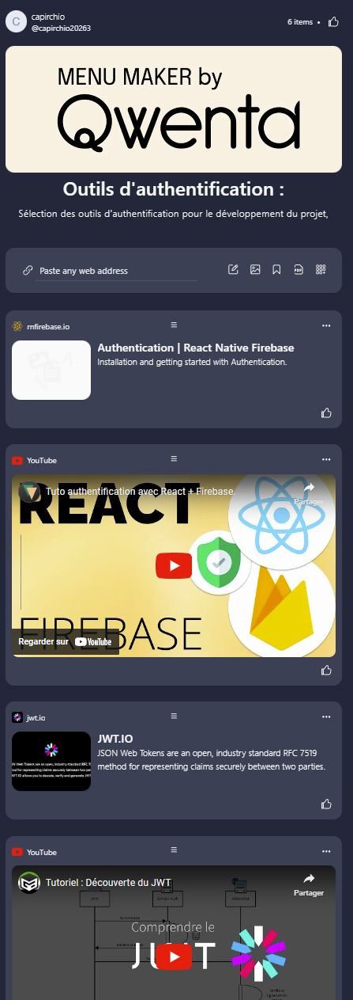 C
capirchio
@capirchio20263
6 items •
MENU MAKER by
Qwenta
Outils d'authentification :
Sélection des outils d'authentification pour le développement du projet,
Paste any web address
PDF
rnfirebase.io
Authentication | React Native Firebase
Installation and getting started with Authentication.
YouTube
REACT
Tuto authentification avec React + Firebase.
Partager
FIREBASE
Regarder sur YouTube
jwt.io
JWT.IO
JSON Web Tokens are an open, industry standard RFC 7519
method for representing claims securely between two parties.
YouTube
Tutoriel : Découverte du JWT
Partager
Comprendre le
JWT